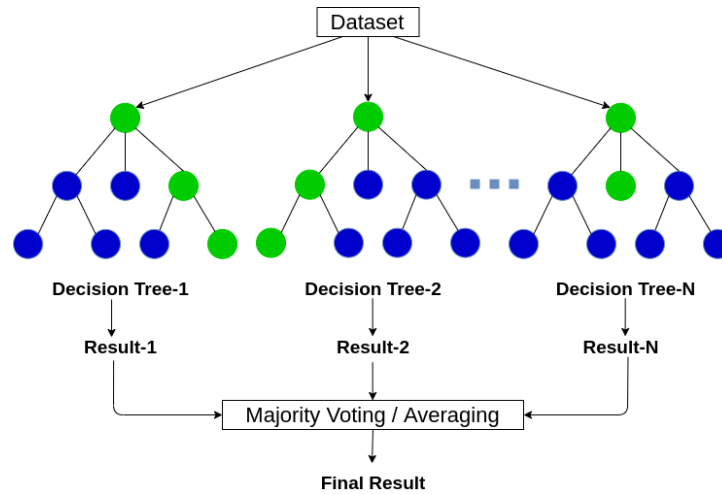 Dataset
Decision Tree-1
Decision Tree-2
Decision Tree-N
Result-1
Result-2
Result-N
Majority Voting / Averaging
Final Result